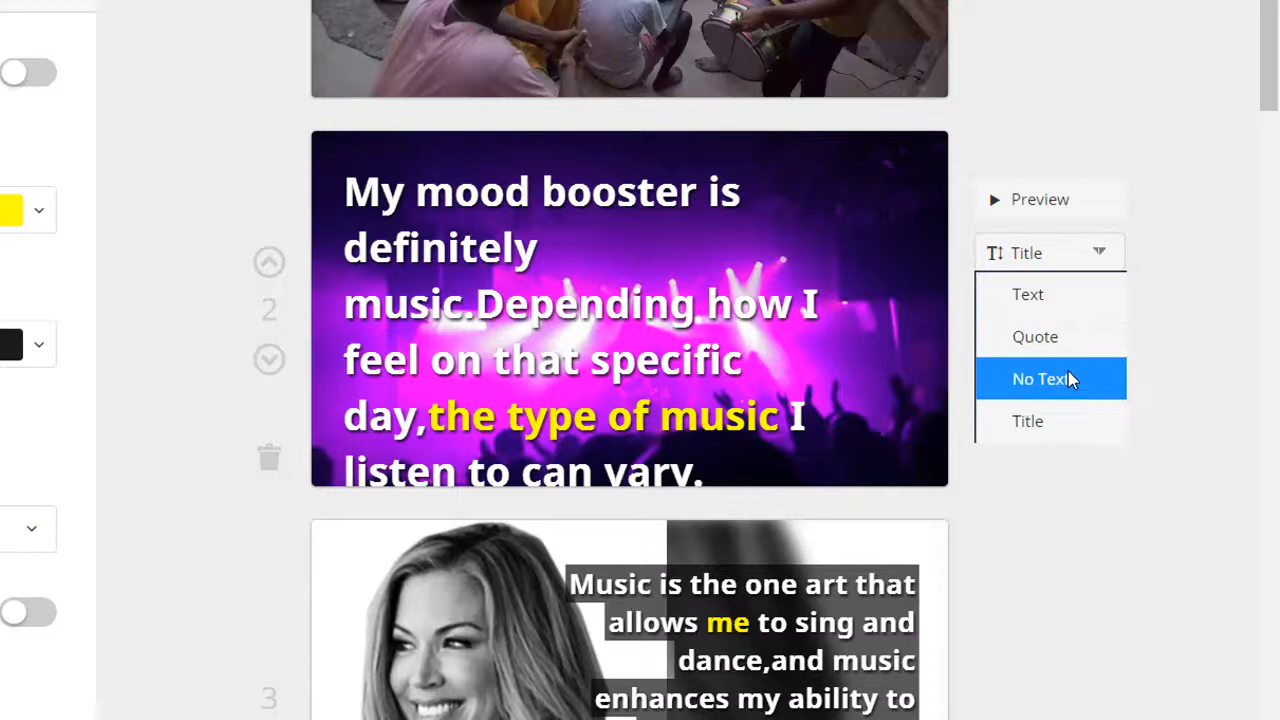 My mood booster is
definitely
music.Depending how I
feel on that specific
day,the type of music I
listen to can vary.
2
Preview
Title
Text
Quote
No Text
Title
Music is the one art that
allows me to sing and
dance,and music
enhances my ability to
3